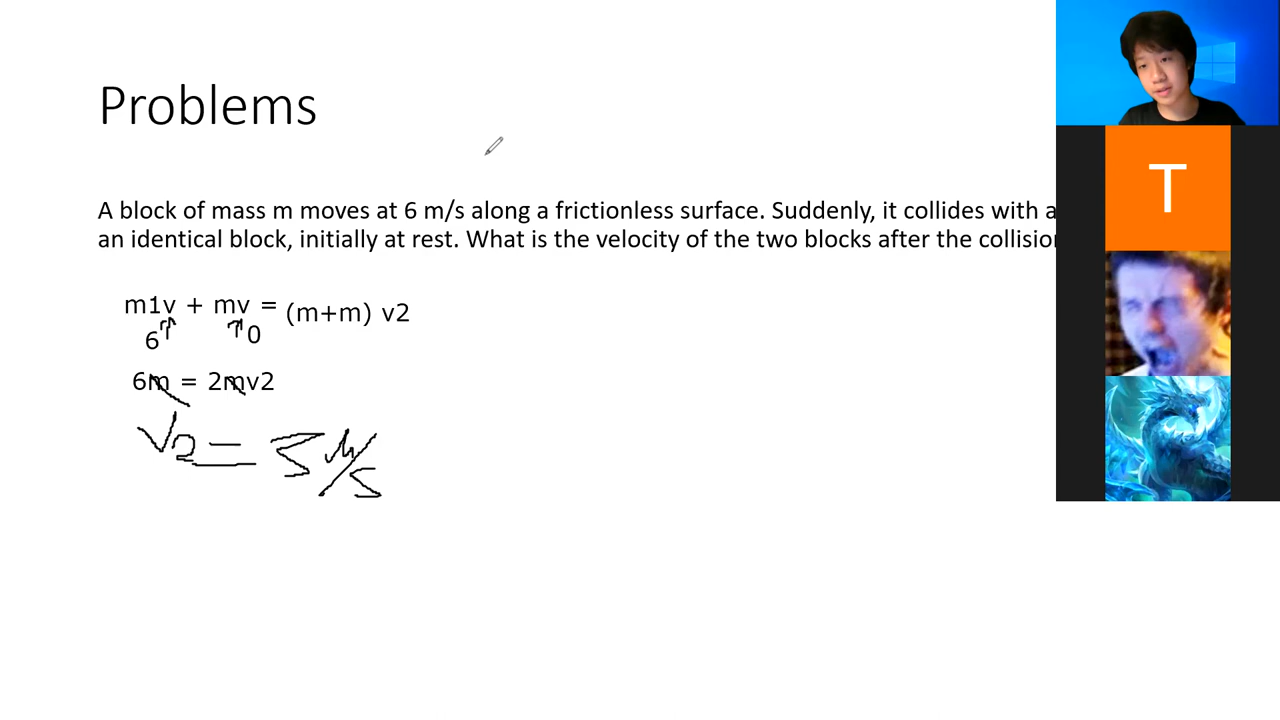 Problems
A block of mass m moves at 6 m/s along a frictionless surface. Suddenly, it collides with a
an identical block, initially at rest. What is the velocity of the two blocks after the collision
m1v + mv = (m+m) v2
6 0
6m = 2mv2
V2 = 3 m/s
T